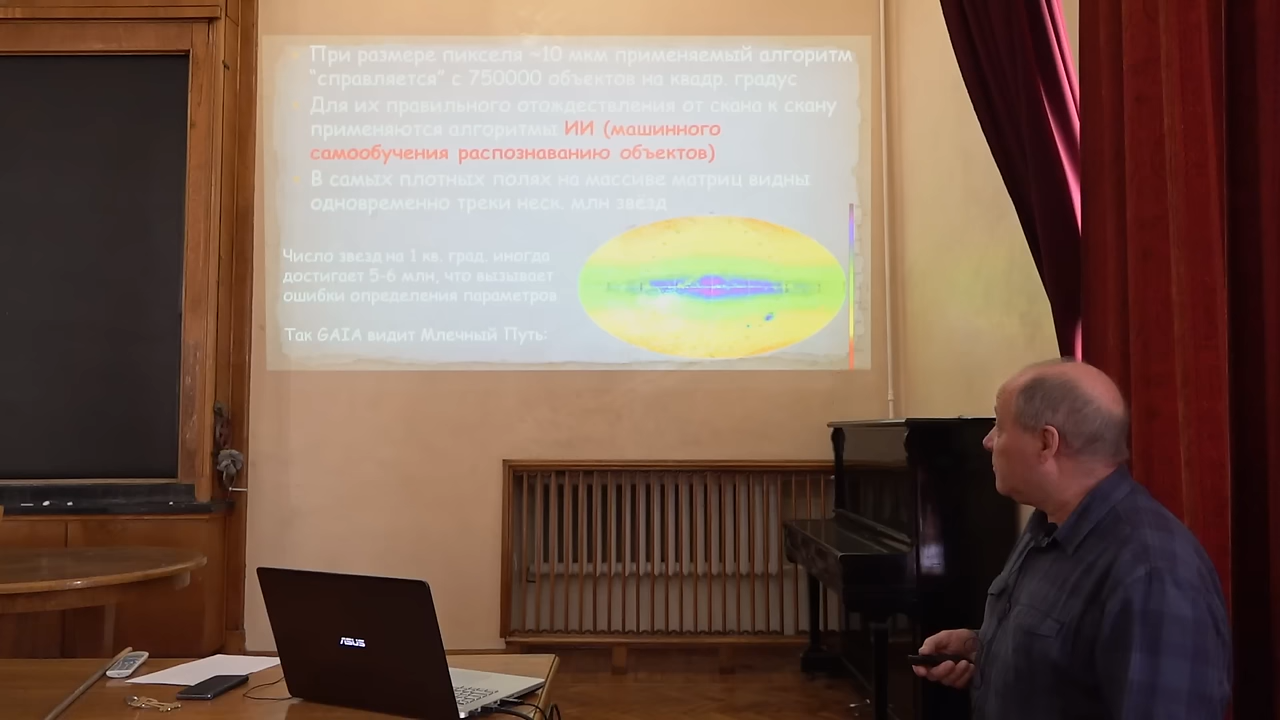 При размере пикселя ~10 мкм применяемый алгоритм
"справляется" с 750000 объектов на квадр. градус
Для их правильного отождествления от скана к скану
применяются алгоритмы ИИ (машинного
самообучения распознаванию объектов)
В самых плотных полях на массиве матриц видны
одновременно треки неск. млн звезд
Число звезд на 1 кв. град. иногда
достигает 5-6 млн, что вызывает
ошибки определения параметров
Так GAIA видит Млечный Путь:
ASUS